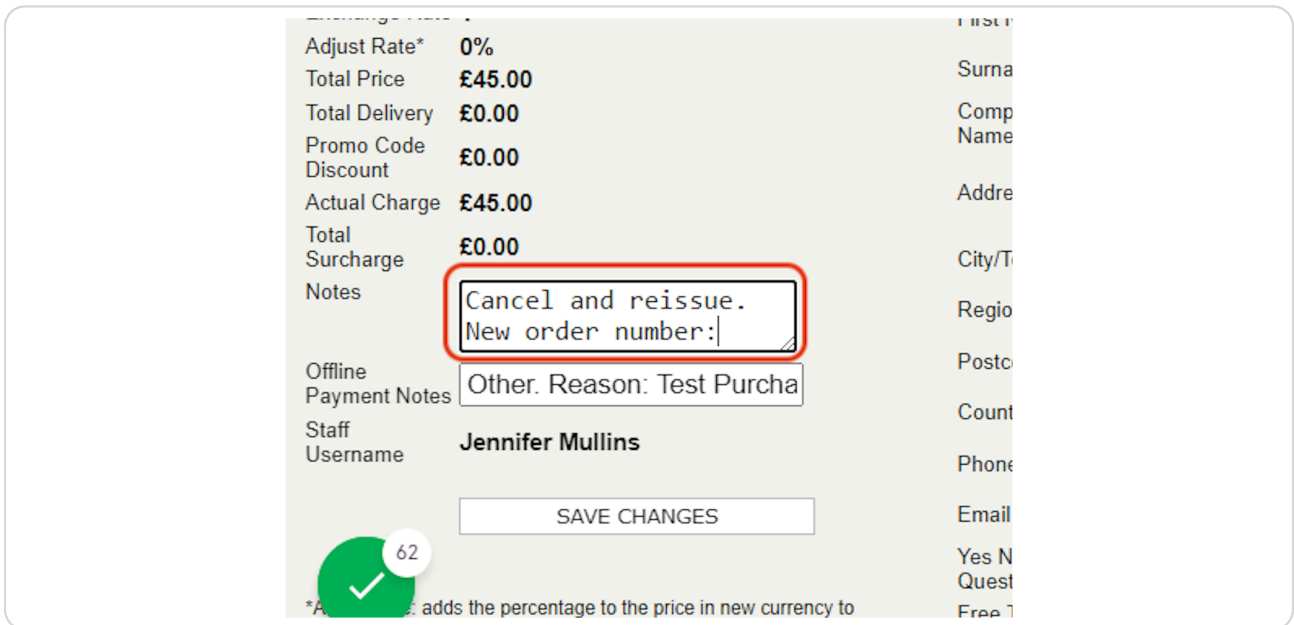 Adjust Rate* 0%
Total Price £45.00
Total Delivery £0.00
Promo Code
Discount £0.00
Actual Charge £45.00
Total
Surcharge £0.00
Notes
Cancel and reissue.
New order number:
Offline
Payment Notes
Other. Reason: Test Purcha
Staff
Username
Jennifer Mullins
SAVE CHANGES
62
*A : adds the percentage to the price in new currency to
Surna
Comp
Name
Addre
City/T
Regio
Postc
Count
Phone
Email
Yes N
Quest
Free T